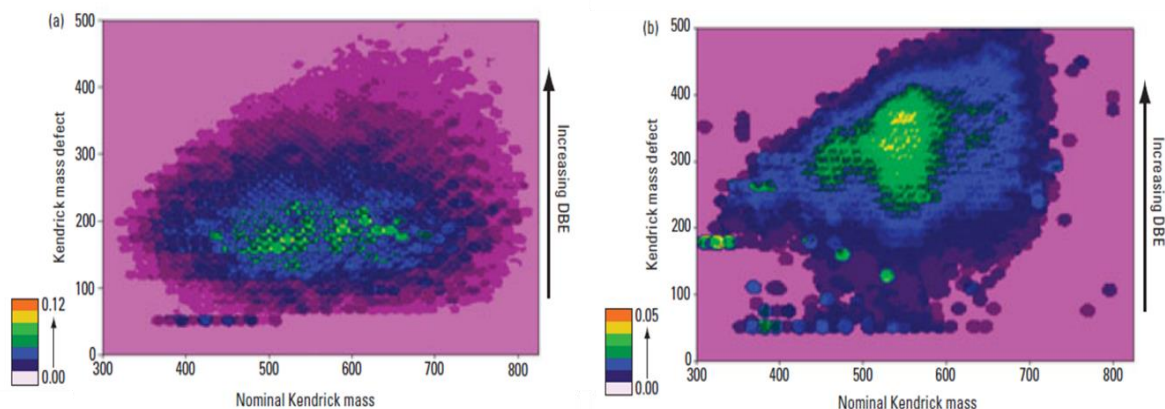 (a)
500
400
300
200
100
0
Kendrick mass defect
0.12
0.00
300 400 500 600 700 800
Nominal Kendrick mass
Increasing DBE
(b)
500
400
300
200
100
0
Kendrick mass defect
0.05
0.00
300 400 500 600 700 800
Nominal Kendrick mass
Increasing DBE